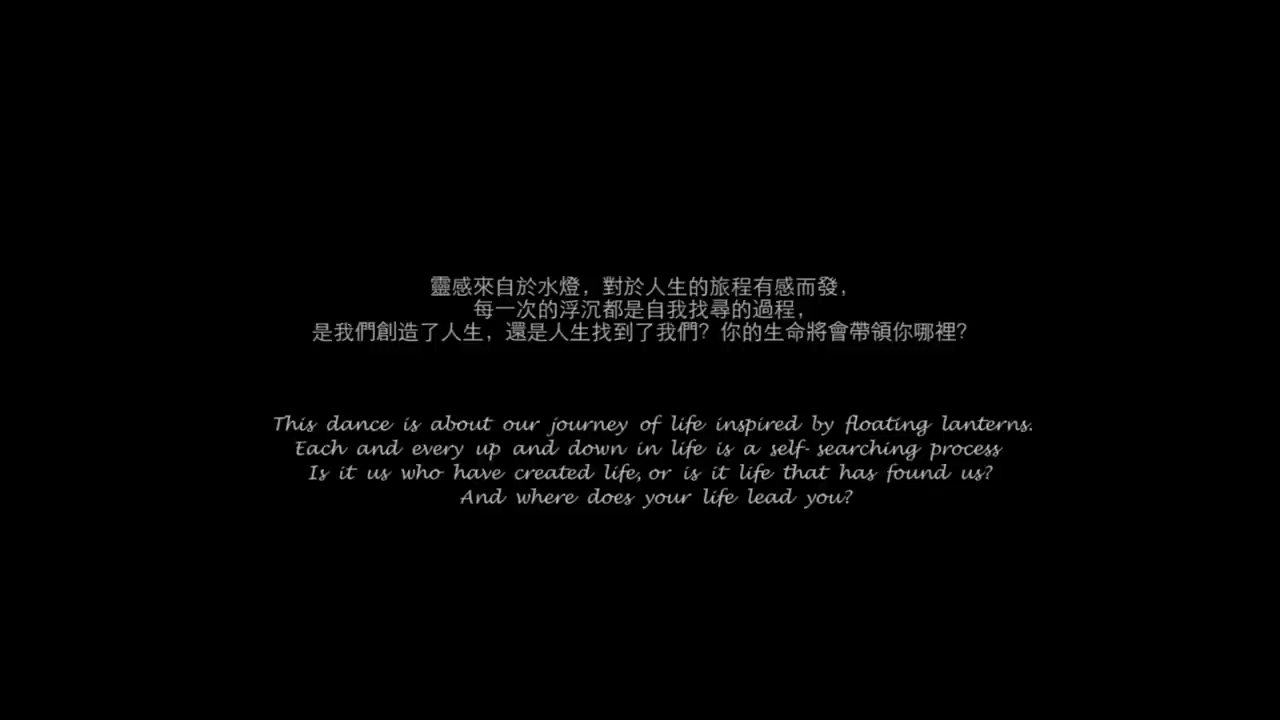 靈感來自於水燈，對於人生的旅程有感而發，
每一次的浮沉都是自我找尋的過程，
是我們創造了人生，還是人生找到了我們？你的生命將會帶領你哪裡？
This dance is about our journey of life inspired by floating lanterns.
Each and every up and down in life is a self-searching process
Is it us who have created life, or is it life that has found us?
And where does your life lead you?